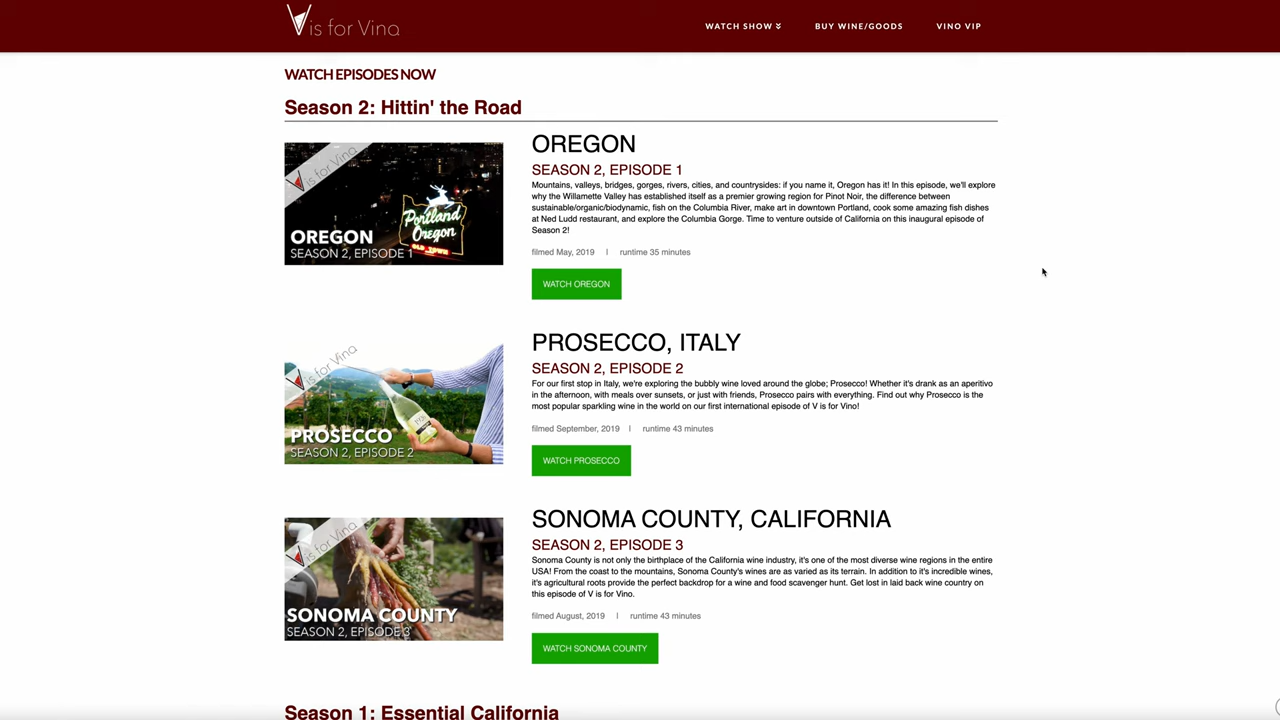 V is for Vino
WATCH SHOW
BUY WINE/GOODS
VINO VIP
WATCH EPISODES NOW
Season 2: Hittin' the Road
V is for Vino
Portland
Oregon
OLD TOWN
OREGON
SEASON 2, EPISODE 1
OREGON
SEASON 2, EPISODE 1
Mountains, valleys, bridges, gorges, rivers, cities, and countrysides: if you name it, Oregon has it! In this episode, we'll explore
why the Willamette Valley has established itself as a premier growing region for Pinot Noir, the difference between
sustainable/organic/biodynamic, fish on the Columbia River, make art in downtown Portland, cook some amazing fish dishes
at Ned Ludd restaurant, and explore the Columbia Gorge. Time to venture outside of California on this inaugural episode of
Season 2!
filmed May, 2019 | runtime 35 minutes
WATCH OREGON
V is for Vino
PROSECCO
SEASON 2, EPISODE 2
PROSECCO, ITALY
SEASON 2, EPISODE 2
For our first stop in Italy, we're exploring the bubbly wine loved around the globe; Prosecco! Whether it's drank as an aperitivo
in the afternoon, with meals over sunsets, or just with friends, Prosecco pairs with everything. Find out why Prosecco is the
most popular sparkling wine in the world on our first international episode of V is for Vino!
filmed September, 2019 | runtime 43 minutes
WATCH PROSECCO
V is for Vino
SONOMA COUNTY
SEASON 2, EPISODE 3
SONOMA COUNTY, CALIFORNIA
SEASON 2, EPISODE 3
Sonoma County is not only the birthplace of the California wine industry, it's one of the most diverse wine regions in the entire
USA! From the coast to the mountains, Sonoma County's wines are as varied as its terrain. In addition to it's incredible wines,
it's agricultural roots provide the perfect backdrop for a wine and food scavenger hunt. Get lost in laid back wine country on
this episode of V is for Vino.
filmed August, 2019 | runtime 43 minutes
WATCH SONOMA COUNTY
Season 1: Essential California